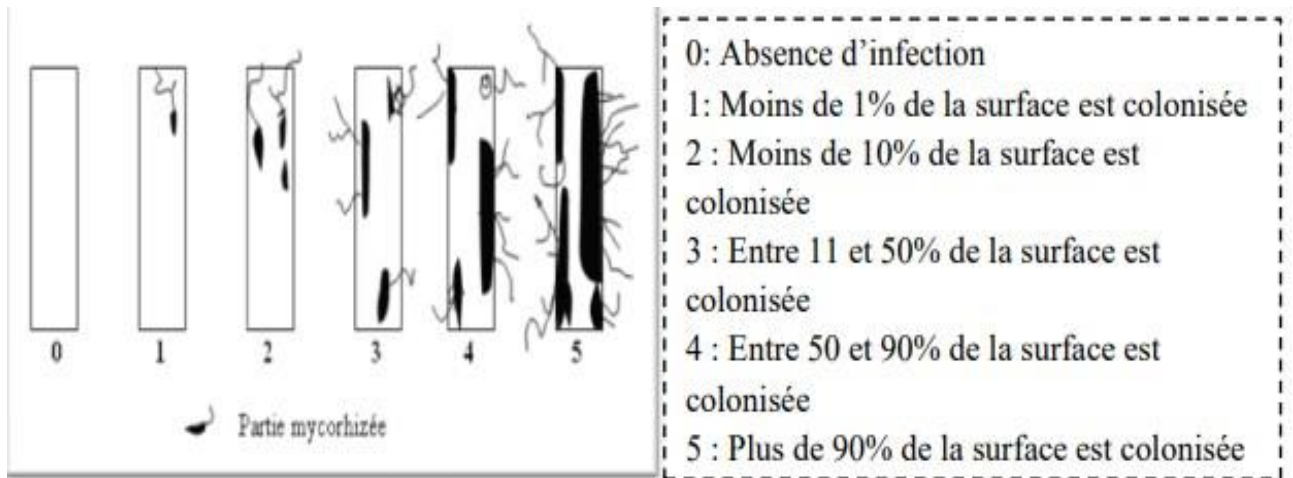 0
1
2
3
4
5
Partie mycorhizée
0: Absence d’infection
1: Moins de 1% de la surface est colonisée
2 : Moins de 10% de la surface est
colonisée
3 : Entre 11 et 50% de la surface est
colonisée
4 : Entre 50 et 90% de la surface est
colonisée
5 : Plus de 90% de la surface est colonisée